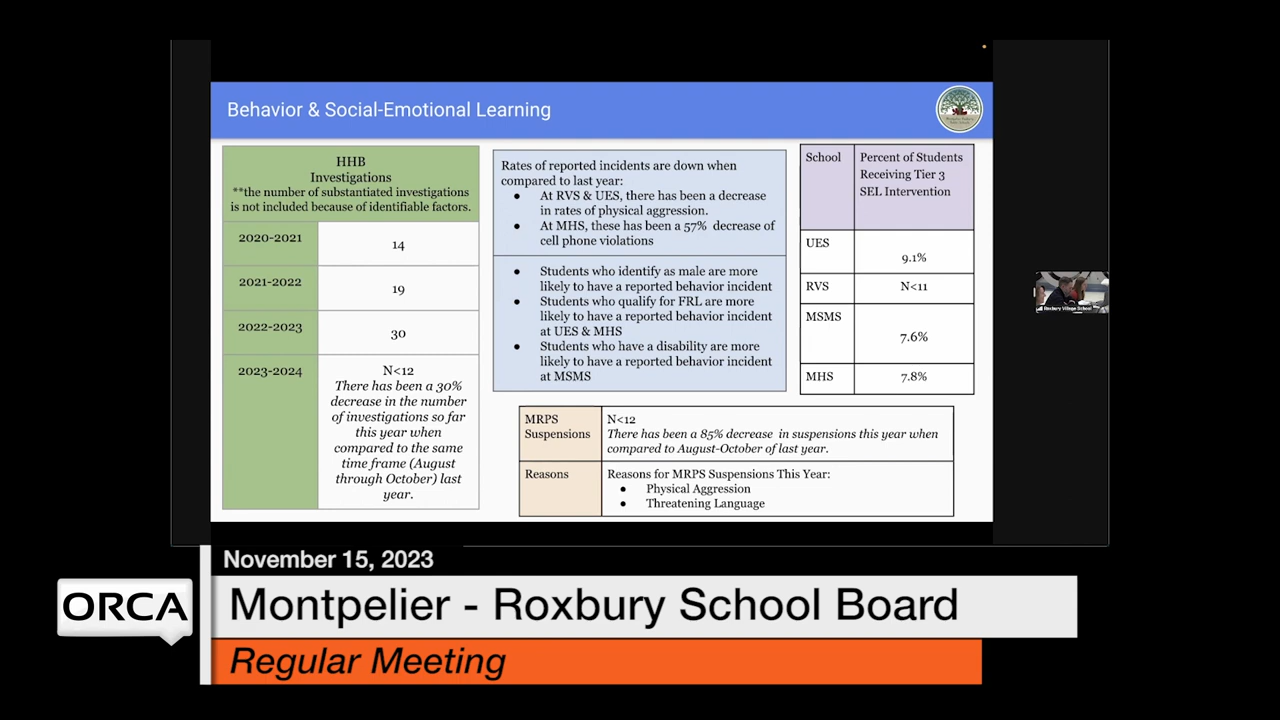 Behavior & Social-Emotional Learning
HHB
Investigations
**the number of substantiated investigations
is not included because of identifiable factors.
2020-2021
14
2021-2022
19
2022-2023
30
2023-2024
N<12
There has been a 30%
decrease in the number
of investigations so far
this year when
compared to the same
time frame (August
through October) last
year.
Rates of reported incidents are down when
compared to last year:
● At RVS & UES, there has been a decrease
in rates of physical aggression.
● At MHS, these has been a 57% decrease of
cell phone violations
● Students who identify as male are more
likely to have a reported behavior incident
● Students who qualify for FRL are more
likely to have a reported behavior incident
at UES & MHS
● Students who have a disability are more
likely to have a reported behavior incident
at MSMS
School
Percent of Students
Receiving Tier 3
SEL Intervention
UES
9.1%
RVS
N<11
MSMS
7.6%
MHS
7.8%
MRPS
Suspensions
N<12
There has been a 85% decrease in suspensions this year when
compared to August-October of last year.
Reasons
Reasons for MRPS Suspensions This Year:
● Physical Aggression
● Threatening Language
Roxbury Village School
November 15, 2023
ORCA
Montpelier - Roxbury School Board
Regular Meeting